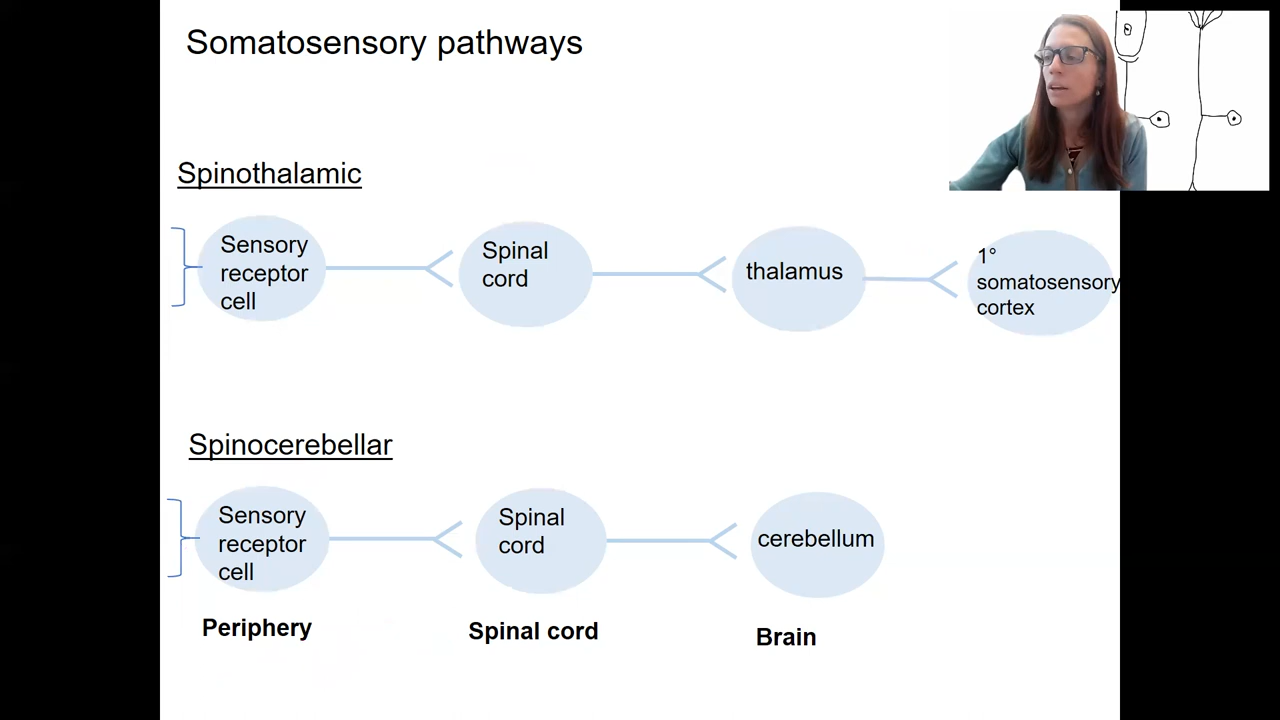 Somatosensory pathways
Spinothalamic
Sensory
receptor
cell
Spinal
cord
thalamus
1°
somatosensory
cortex
Spinocerebellar
Sensory
receptor
cell
Spinal
cord
cerebellum
Periphery
Spinal cord
Brain